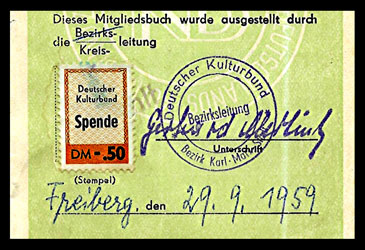 Dieses Mitgliedsbuch wurde ausgestellt durch
Bezirks-
die Kreis- leitung
Deutscher
Kulturbund
Spende
DM -.50
Deutscher Kulturbund
Bezirksleitung
Bezirk Karl-Marx-
Unterschrift
(Stempel)
Freiberg, den 29. 9. 1959